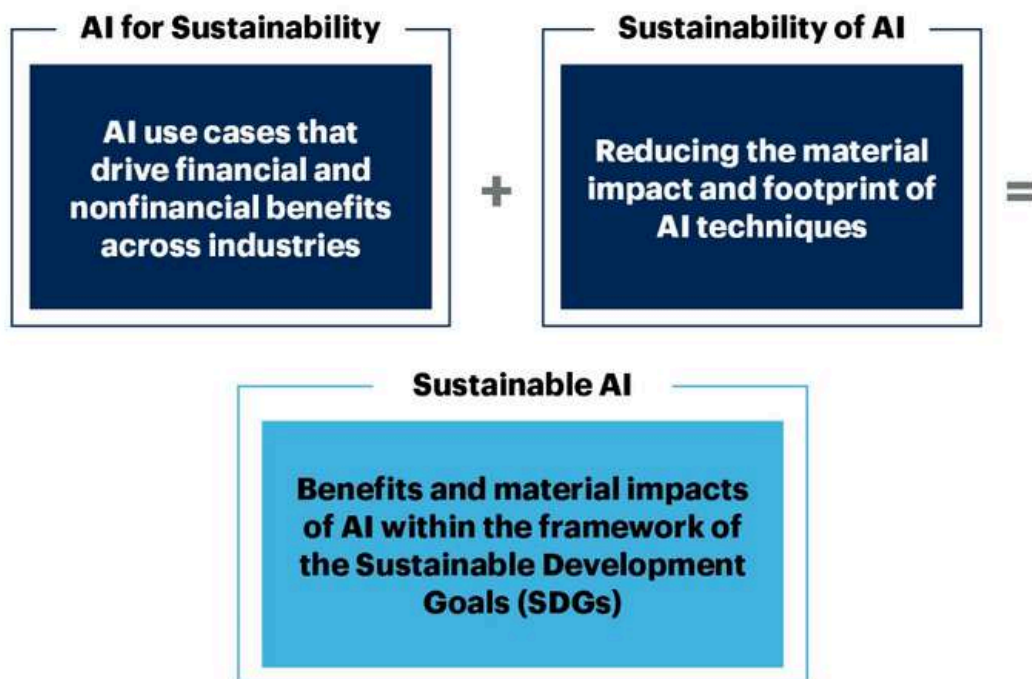 AI for Sustainability
AI use cases that
drive financial and
nonfinancial benefits
across industries
+
Sustainability of AI
Reducing the material
impact and footprint of
AI techniques
=
Sustainable AI
Benefits and material impacts
of AI within the framework of
the Sustainable Development
Goals (SDGs)